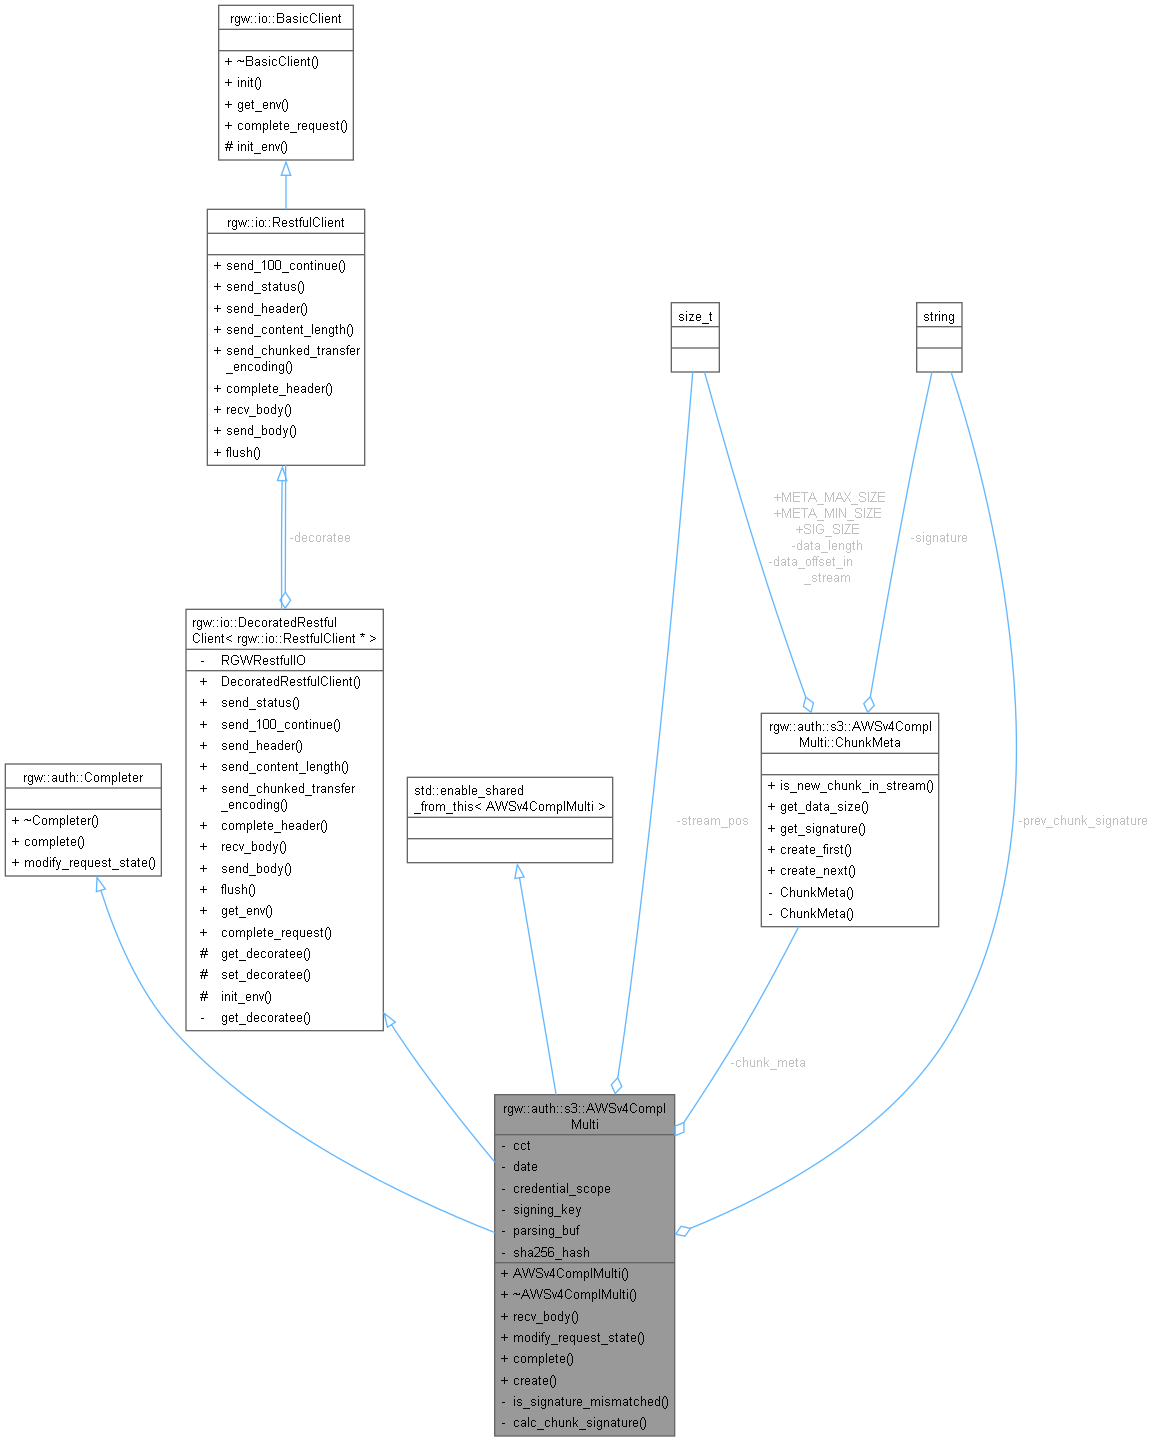 rgw::io::BasicClient
+ ~BasicClient()
+ init()
+ get_env()
+ complete_request()
# init_env()
rgw::io::RestfulClient
+ send_100_continue()
+ send_status()
+ send_header()
+ send_content_length()
+ send_chunked_transfer
_encoding()
+ complete_header()
+ recv_body()
+ send_body()
+ flush()
size_t
string
+META_MAX_SIZE
+META_MIN_SIZE
+SIG_SIZE
-data_length
-data_offset_in
_stream
-signature
-decoratee
rgw::io::DecoratedRestful
Client< rgw::io::RestfulClient * >
- RGWRestfulIO
+ DecoratedRestfulClient()
+ send_status()
+ send_100_continue()
+ send_header()
+ send_content_length()
+ send_chunked_transfer
_encoding()
+ complete_header()
+ recv_body()
+ send_body()
+ flush()
+ get_env()
+ complete_request()
# get_decoratee()
# set_decoratee()
# init_env()
- get_decoratee()
rgw::auth::Completer
+ ~Completer()
+ complete()
+ modify_request_state()
std::enable_shared
_from_this< AWSv4ComplMulti >
rgw::auth::s3::AWSv4Compl
Multi::ChunkMeta
+ is_new_chunk_in_stream()
+ get_data_size()
+ get_signature()
+ create_first()
+ create_next()
- ChunkMeta()
- ChunkMeta()
-stream_pos
-prev_chunk_signature
-chunk_meta
rgw::auth::s3::AWSv4Compl
Multi
- cct
- date
- credential_scope
- signing_key
- parsing_buf
- sha256_hash
+ AWSv4ComplMulti()
+ ~AWSv4ComplMulti()
+ recv_body()
+ modify_request_state()
+ complete()
+ create()
- is_signature_mismatched()
- calc_chunk_signature()